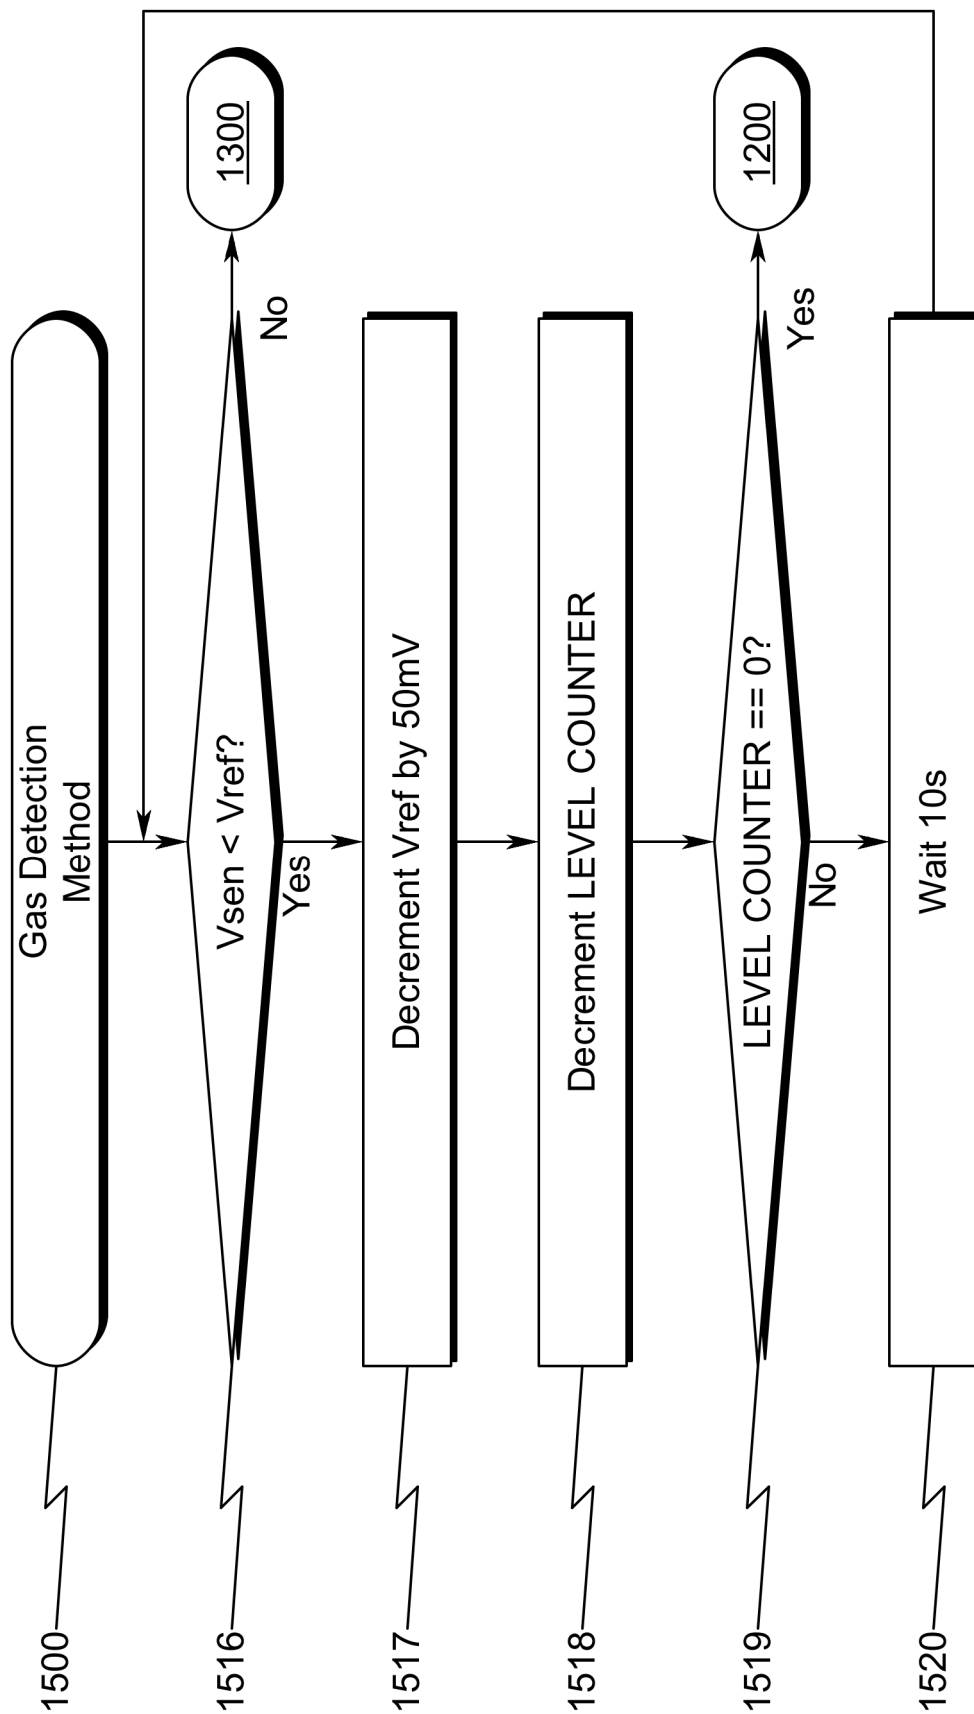 1500
Gas Detection
Method
1516
Vsen < Vref?
No
1300
Yes
1517
Decrement Vref by 50mV
1518
Decrement LEVEL COUNTER
1519
LEVEL COUNTER == 0?
Yes
1200
No
1520
Wait 10s